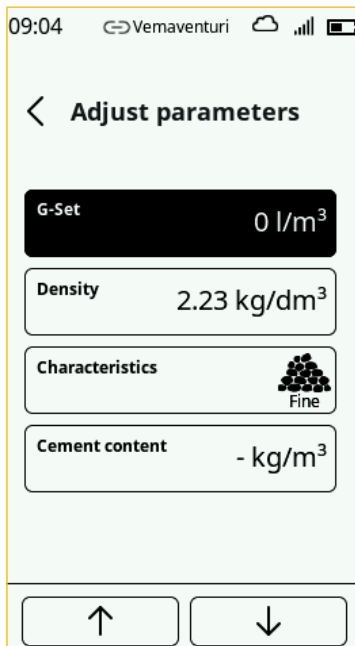 09:04 Vemaventuri
Adjust parameters
G-Set
0 l/m³
Density
2.23 kg/dm³
Characteristics
Fine
Cement content
- kg/m³